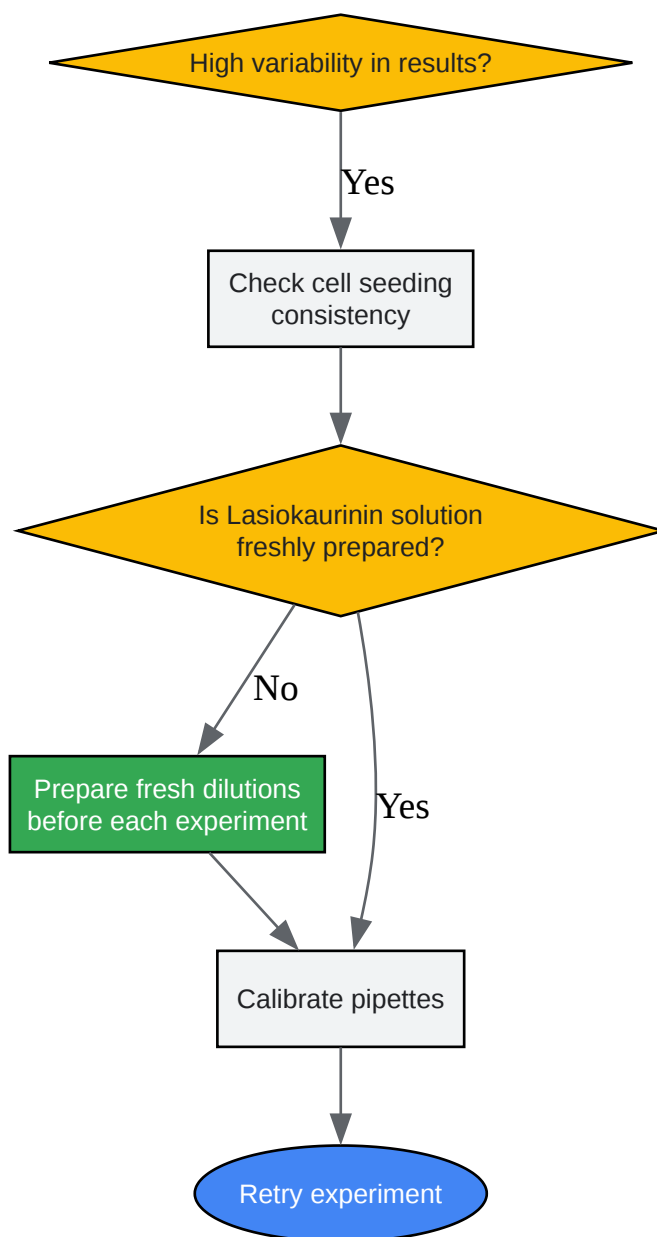 High variability in results?
Yes
Check cell seeding
consistency
Is Lasiokaurinin solution
freshly prepared?
No
Prepare fresh dilutions
before each experiment
Yes
Calibrate pipettes
Retry experiment